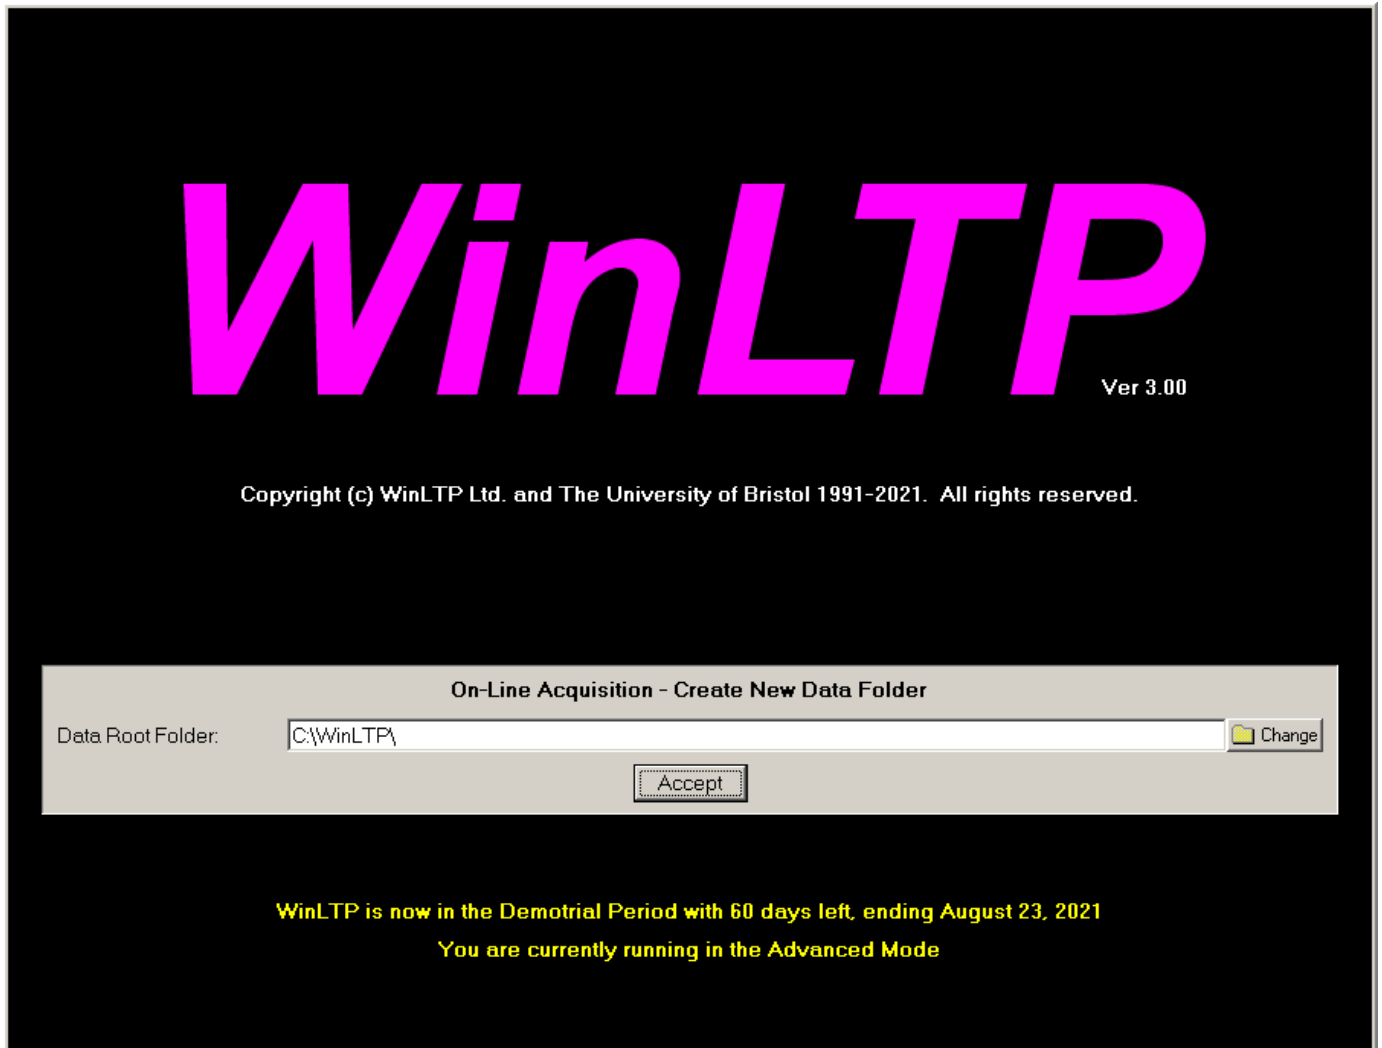 WinLTP
Ver 3.00
Copyright (c) WinLTP Ltd. and The University of Bristol 1991-2021.  All rights reserved.
On-Line Acquisition - Create New Data Folder
Data Root Folder:
C:\WinLTP\
Change
Accept
WinLTP is now in the Demotrial Period with 60 days left, ending August 23, 2021
You are currently running in the Advanced Mode